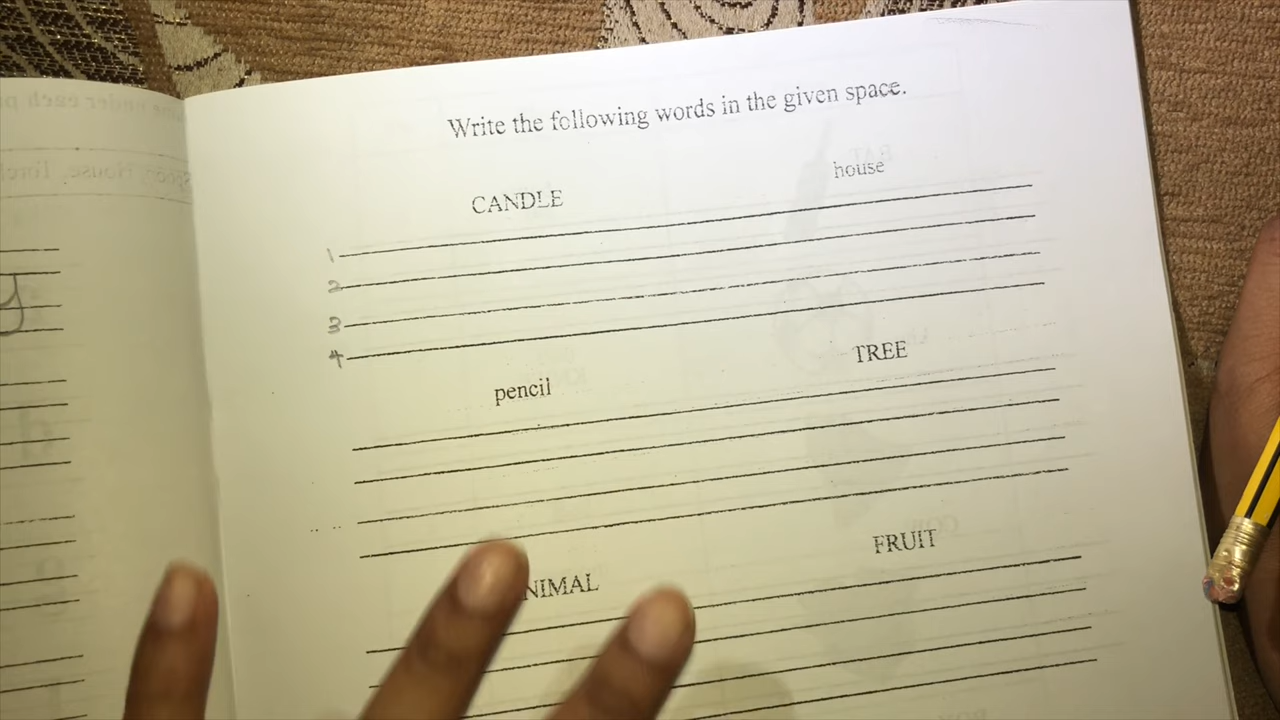 Write the following words in the given space.
CANDLE house
1
2
3
4
pencil TREE
NIMAL FRUIT